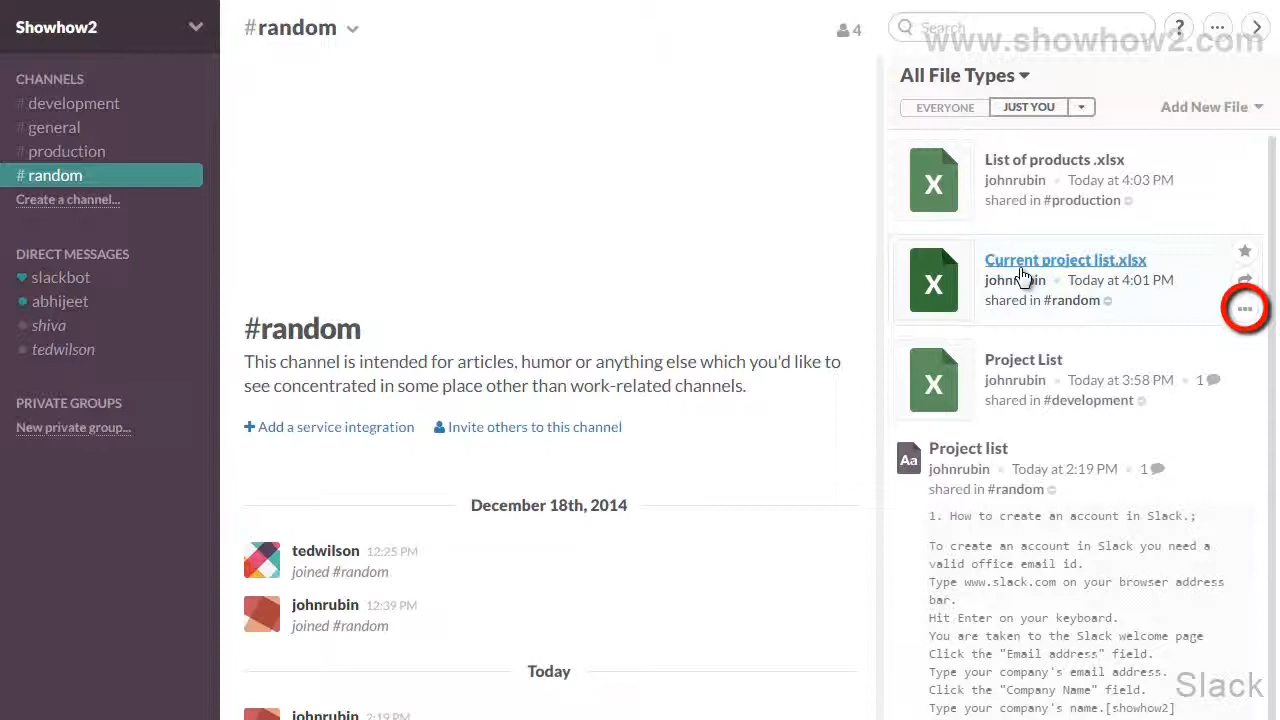 Showhow2
CHANNELS
# development
# general
# production
# random
Create a channel...
DIRECT MESSAGES
slackbot
abhijeet
shiva
tedwilson
PRIVATE GROUPS
New private group...
#random
4
#random
This channel is intended for articles, humor or anything else which you'd like to
see concentrated in some place other than work-related channels.
+ Add a service integration Invite others to this channel
December 18th, 2014
tedwilson 12:25 PM
joined #random
johnrubin 12:39 PM
joined #random
Today
johnrubin 2:19 PM
Search
?
www.showhow2.com
All File Types
EVERYONE JUST YOU
Add New File
X
List of products .xlsx
johnrubin Today at 4:03 PM
shared in #production
X
Current project list.xlsx
johnrubin Today at 4:01 PM
shared in #random
X
Project List
johnrubin Today at 3:58 PM 1
shared in #development
Aa
Project list
johnrubin Today at 2:19 PM 1
shared in #random
1. How to create an account in Slack.;
To create an account in Slack you need a
valid office email id.
Type www.slack.com on your browser address
bar.
Hit Enter on your keyboard.
You are taken to the Slack welcome page
Click the "Email address" field.
Type your company's email address.
Click the "Company Name" field.
Type your company's name.[showhow2]
Slack